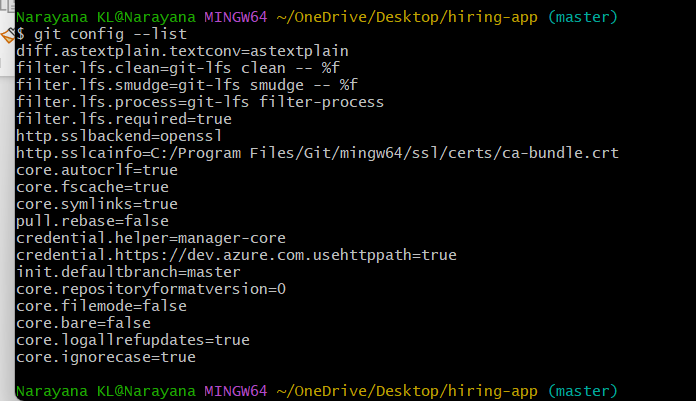 Narayana KL@Narayana MINGW64 ~/OneDrive/Desktop/hiring-app (master)
$ git config --list
diff.astextplain.textconv=astextplain
filter.lfs.clean=git-lfs clean -- %f
filter.lfs.smudge=git-lfs smudge -- %f
filter.lfs.process=git-lfs filter-process
filter.lfs.required=true
http.sslbackend=openssl
http.sslcainfo=C:/Program Files/Git/mingw64/ssl/certs/ca-bundle.crt
core.autocrlf=true
core.fscache=true
core.symlinks=true
pull.rebase=false
credential.helper=manager-core
credential.https://dev.azure.com.usehttppath=true
init.defaultbranch=master
core.repositoryformatversion=0
core.filemode=false
core.bare=false
core.logallrefupdates=true
core.ignorecase=true
Narayana KL@Narayana MINGW64 ~/OneDrive/Desktop/hiring-app (master)